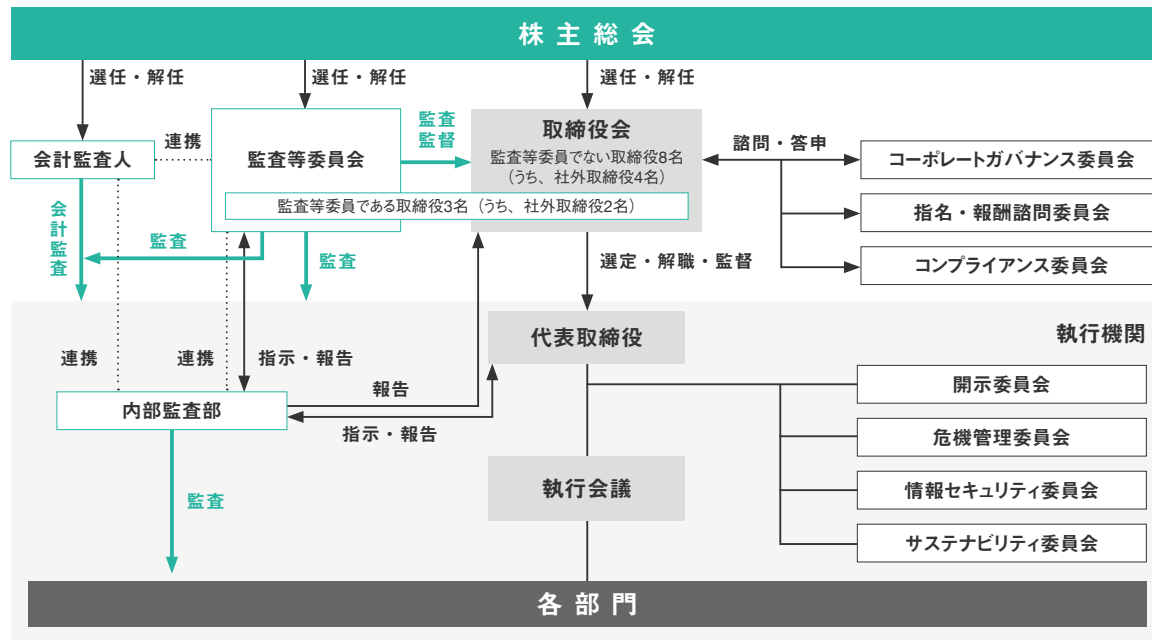 株主総会
選任・解任
選任・解任
選任・解任
会計監査人
連携
監査等委員会
監査
監督
取締役会
監査等委員でない取締役8名
（うち、社外取締役4名）
監査等委員である取締役3名（うち、社外取締役2名）
諮問・答申
コーポレートガバナンス委員会
指名・報酬諮問委員会
コンプライアンス委員会
会計監査
監査
監査
選定・解職・監督
代表取締役
執行機関
連携
連携
指示・報告
報告
指示・報告
内部監査部
開示委員会
危機管理委員会
情報セキュリティ委員会
サステナビリティ委員会
執行会議
監査
各部門